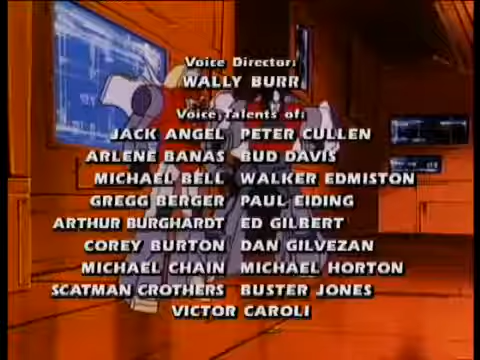 Voice Director:
WALLY BURR
Voice Talents of:
JACK ANGEL PETER CULLEN
ARLENE BANAS BUD DAVIS
MICHAEL BELL WALKER EDMISTON
GREGG BERGER PAUL EIDING
ARTHUR BURGHARDT ED GILBERT
COREY BURTON DAN GILVEZAN
MICHAEL CHAIN MICHAEL HORTON
SCATMAN CROTHERS BUSTER JONES
VICTOR CAROLI